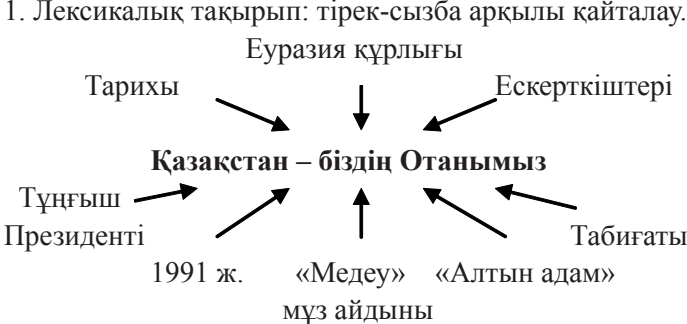 1. Лексикалық тақырып: тірек-сызба арқылы қайталау.
Еуразия құрлығы
Тарихы
Ескерткіштері
Қазақстан – біздің Отанымыз
Тұңғыш
Президенті
Табиғаты
1991 ж.
«Медеу»
мұз айдыны
«Алтын адам»